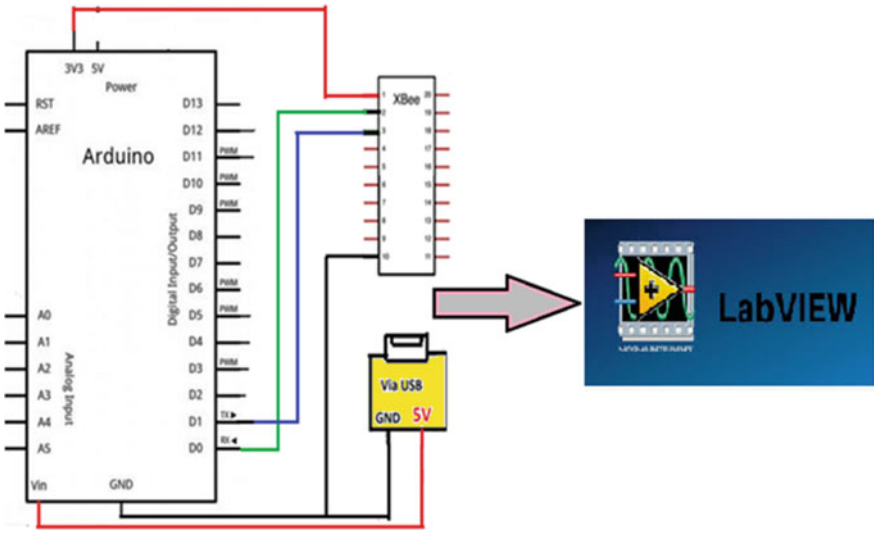 3V3 5V
Power
RST
AREF
Arduino
D13
D12
D11 PWM
D10 PWM
D9 PWM
D8
D7
D6 PWM
D5 PWM
D4
D3 PWM
D2
D1 TX
D0 RX
Digital Input/Output
A0
A1
A2
A3
A4
A5
Analog Input
Vin
GND
XBee
1 20
2 19
3 18
4 17
5 16
6 15
7 14
8 13
9 12
10 11
Via USB
GND 5V
LabVIEW